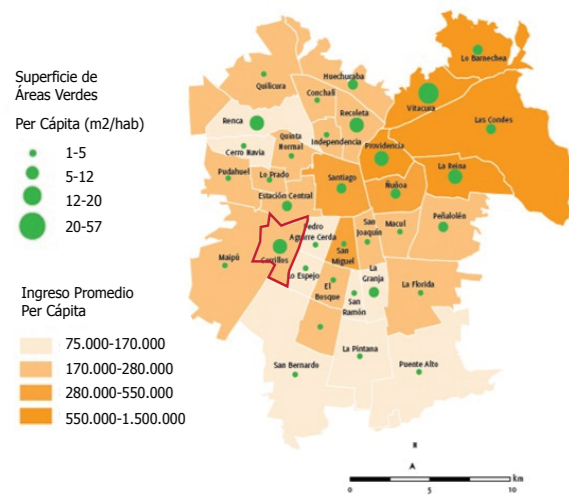 Superficie de
Áreas Verdes
Per Cápita (m2/hab)
1-5
5-12
12-20
20-57
Ingreso Promedio
Per Cápita
75.000-170.000
170.000-280.000
280.000-550.000
550.000-1.500.000
Lo Barnechea
Huechuraba
Quilicura
Conchalí
Vitacura
Renca
Recoleta
Las Condes
Quinta
Normal
Independencia
Cerro Navia
Providencia
Pudahuel
Lo Prado
La Reina
Santiago
Ñuñoa
Estación Central
Pedro
Aguirre Cerda
San
Joaquín
Macul
Peñalolén
Cerrillos
San
Miguel
Maipú
Lo Espejo
La
Granja
El
Bosque
San
Ramón
La Florida
San Bernardo
La Pintana
Puente Alto
N
km
0
5
10